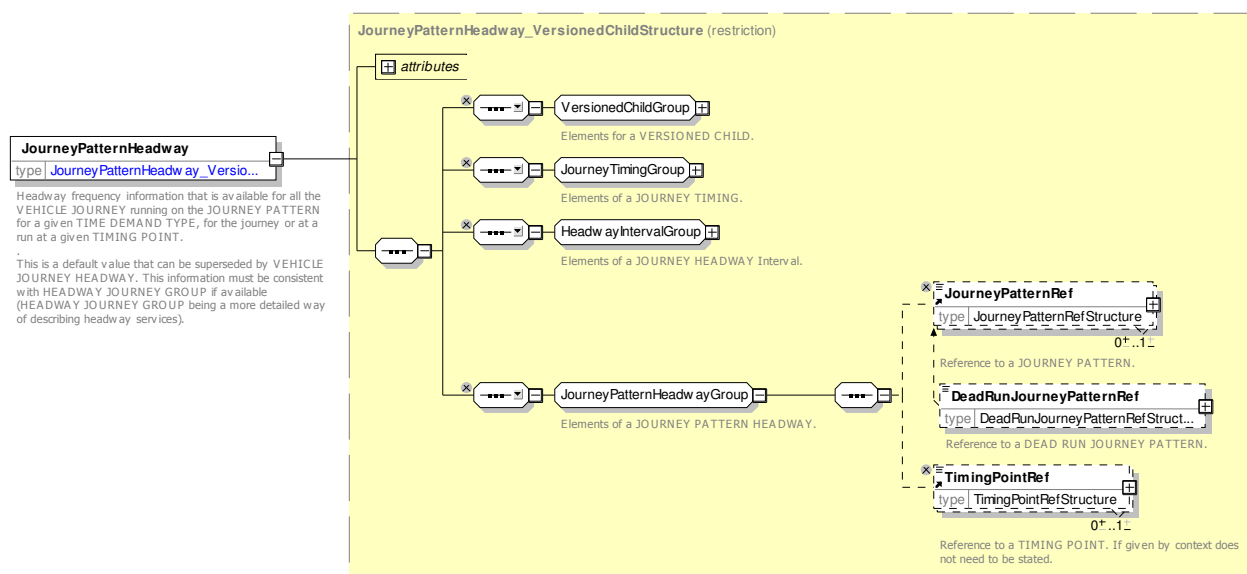 JourneyPatternHeadway_VersionedChildStructure (restriction)
attributes
VersionedChildGroup
Elements for a VERSIONED CHILD.
JourneyPatternHeadway
type JourneyPatternHeadway_Versio...
Headway frequency information that is available for all the
VEHICLE JOURNEY running on the JOURNEY PATTERN
for a given TIME DEMAND TYPE, for the journey or at a
run at a given TIMING POINT.
.
This is a default value that can be superseded by VEHICLE
JOURNEY HEADWAY. This information must be consistent
with HEADWAY JOURNEY GROUP if available
(HEADWAY JOURNEY GROUP being a more detailed way
of describing headway services).
JourneyTimingGroup
Elements of a JOURNEY TIMING.
HeadwayIntervalGroup
Elements of a JOURNEY HEADWAY Interval.
JourneyPatternRef
type JourneyPatternRefStructure
0..1
Reference to a JOURNEY PATTERN.
JourneyPatternHeadwayGroup
Elements of a JOURNEY PATTERN HEADWAY.
DeadRunJourneyPatternRef
type DeadRunJourneyPatternRefStruct...
Reference to a DEAD RUN JOURNEY PATTERN.
TimingPointRef
type TimingPointRefStructure
0..1
Reference to a TIMING POINT. If given by context does
not need to be stated.